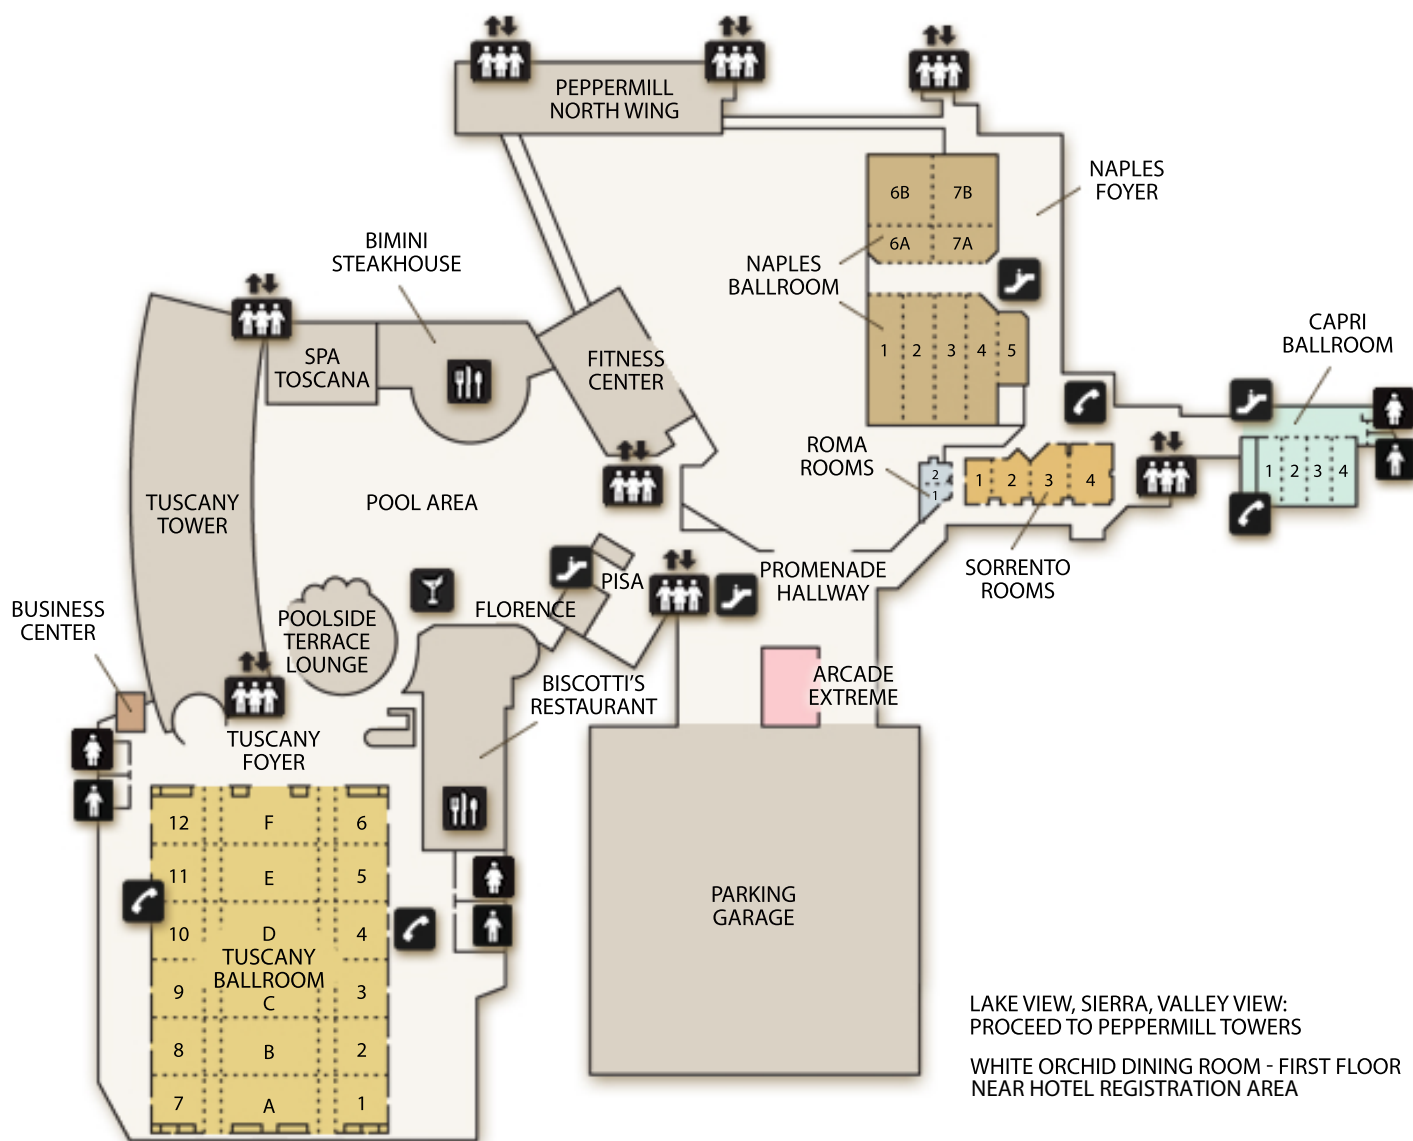 PEPPERMILL
NORTH WING
NAPLES
FOYER
6B
7B
6A
7A
BIMINI
STEAKHOUSE
NAPLES
BALLROOM
CAPRI
BALLROOM
SPA
TOSCANA
FITNESS
CENTER
1
2
3
4
5
ROMA
ROOMS
2
1
1
2
3
4
1
2
3
4
TUSCANY
TOWER
POOL AREA
SORRENTO
ROOMS
PROMENADE
HALLWAY
PISA
FLORENCE
BUSINESS
CENTER
POOLSIDE
TERRACE
LOUNGE
ARCADE
EXTREME
BISCOTTI'S
RESTAURANT
TUSCANY
FOYER
12
F
6
11
E
5
10
D
4
TUSCANY
BALLROOM
9
C
3
8
B
2
7
A
1
PARKING
GARAGE
LAKE VIEW, SIERRA, VALLEY VIEW:
PROCEED TO PEPPERMILL TOWERS
WHITE ORCHID DINING ROOM - FIRST FLOOR
NEAR HOTEL REGISTRATION AREA